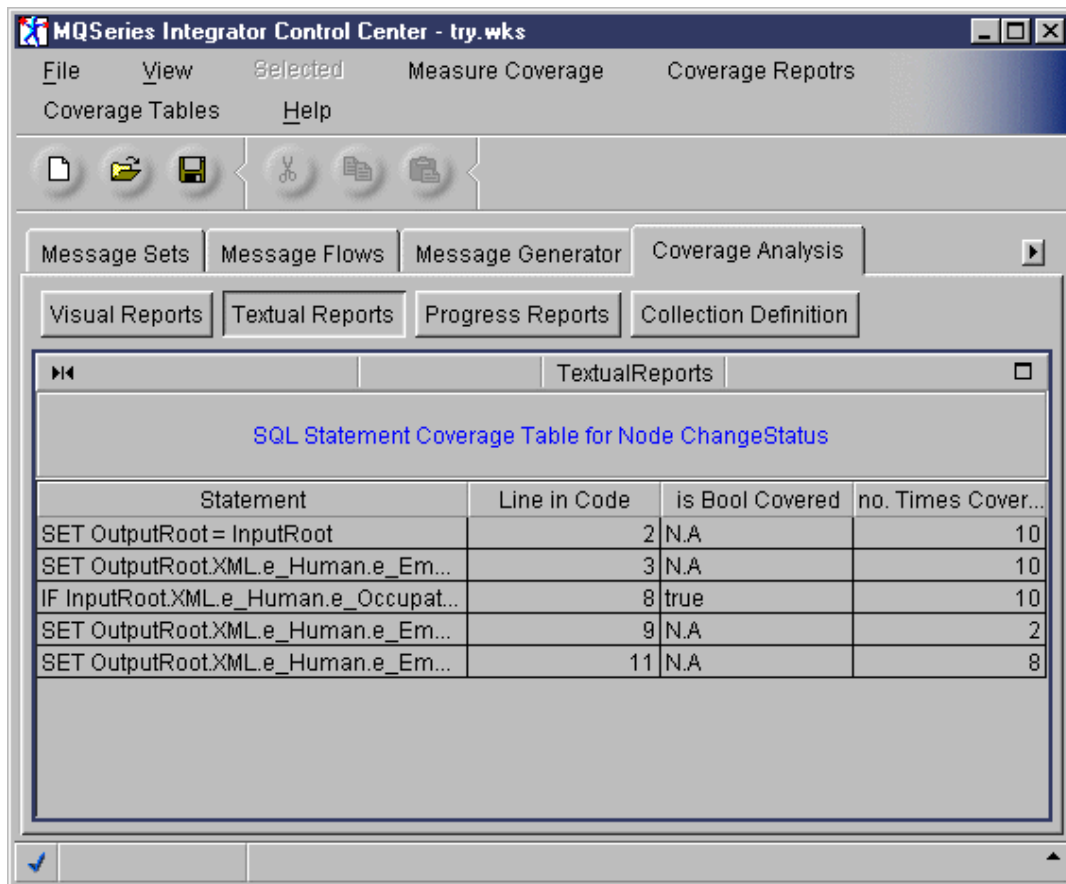 MQSeries Integrator Control Center - try.wks
File View Selected Measure Coverage Coverage Repotrs
Coverage Tables Help
Message Sets Message Flows Message Generator Coverage Analysis
Visual Reports Textual Reports Progress Reports Collection Definition
TextualReports
SQL Statement Coverage Table for Node ChangeStatus
Statement Line in Code is Bool Covered no. Times Cover...
SET OutputRoot = InputRoot 2 N.A 10
SET OutputRoot.XML.e_Human.e_Em... 3 N.A 10
IF InputRoot.XML.e_Human.e_Occupat... 8 true 10
SET OutputRoot.XML.e_Human.e_Em... 9 N.A 2
SET OutputRoot.XML.e_Human.e_Em... 11 N.A 8